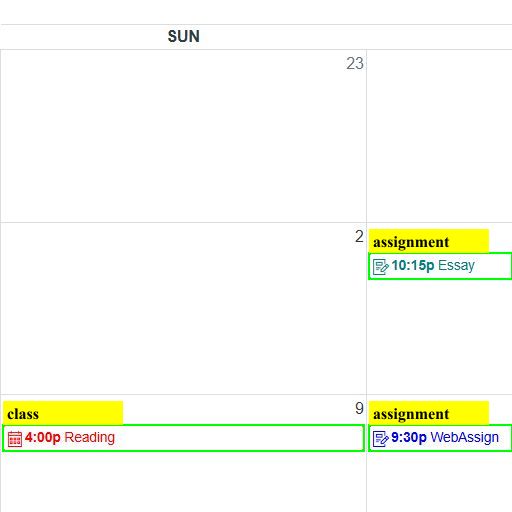 SUN
23
2
assignment
10:15p Essay
class
9
assignment
4:00p Reading
9:30p WebAssign